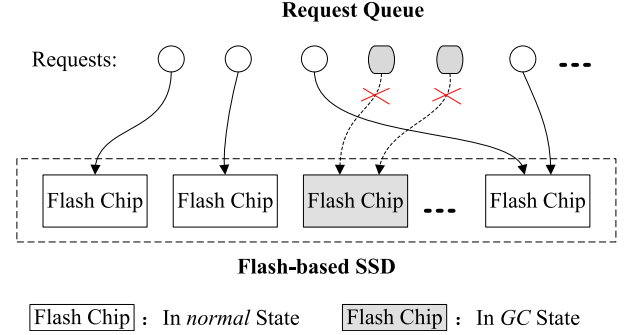 Request Queue
Requests:
Flash Chip Flash Chip Flash Chip Flash Chip
Flash-based SSD
Flash Chip : In normal State Flash Chip : In GC State